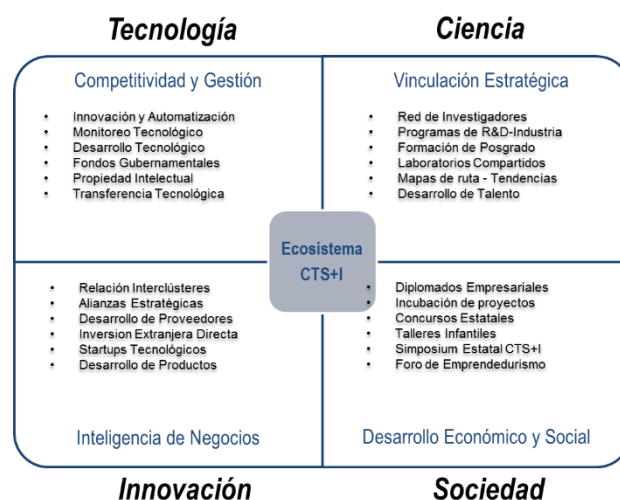 Tecnología
Ciencia
Competitividad y Gestión
Innovación y Automatización
Monitoreo Tecnológico
Desarrollo Tecnológico
Fondos Gubernamentales
Propiedad Intelectual
Transferencia Tecnológica
Vinculación Estratégica
Red de Investigadores
Programas de R&D-Industria
Formación de Posgrado
Laboratorios Compartidos
Mapas de ruta - Tendencias
Desarrollo de Talento
Ecosistema
CTS+I
Relación Interclústeres
Alianzas Estratégicas
Desarrollo de Proveedores
Inversion Extranjera Directa
Startups Tecnológicos
Desarrollo de Productos
Inteligencia de Negocios
Diplomados Empresariales
Incubación de proyectos
Concursos Estatales
Talleres Infantiles
Simposium Estatal CTS+I
Foro de Emprendedurismo
Desarrollo Económico y Social
Innovación
Sociedad